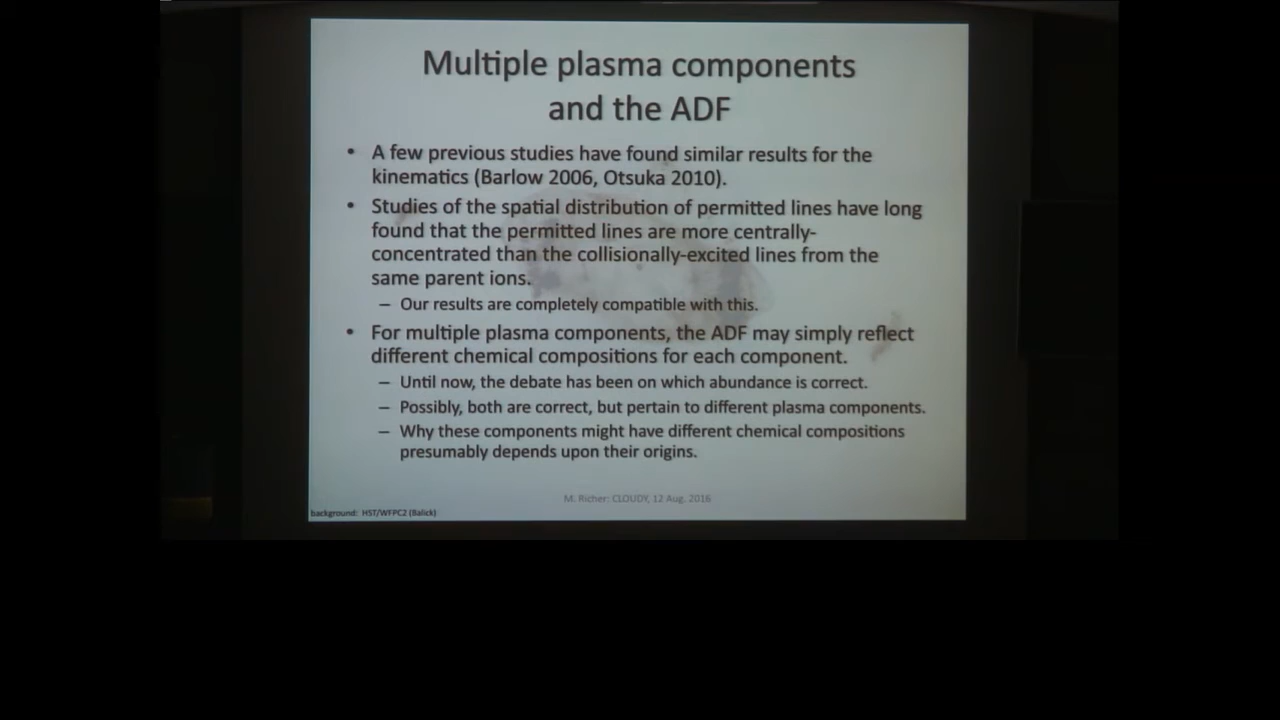 Multiple plasma components
and the ADF
• A few previous studies have found similar results for the
kinematics (Barlow 2006, Otsuka 2010).
• Studies of the spatial distribution of permitted lines have long
found that the permitted lines are more centrally-
concentrated than the collisionally-excited lines from the
same parent ions.
– Our results are completely compatible with this.
• For multiple plasma components, the ADF may simply reflect
different chemical compositions for each component.
– Until now, the debate has been on which abundance is correct.
– Possibly, both are correct, but pertain to different plasma components.
– Why these components might have different chemical compositions
presumably depends upon their origins.
M. Richer: CLOUDY, 12 Aug. 2016
background: HST/WFPC2 (Balick)